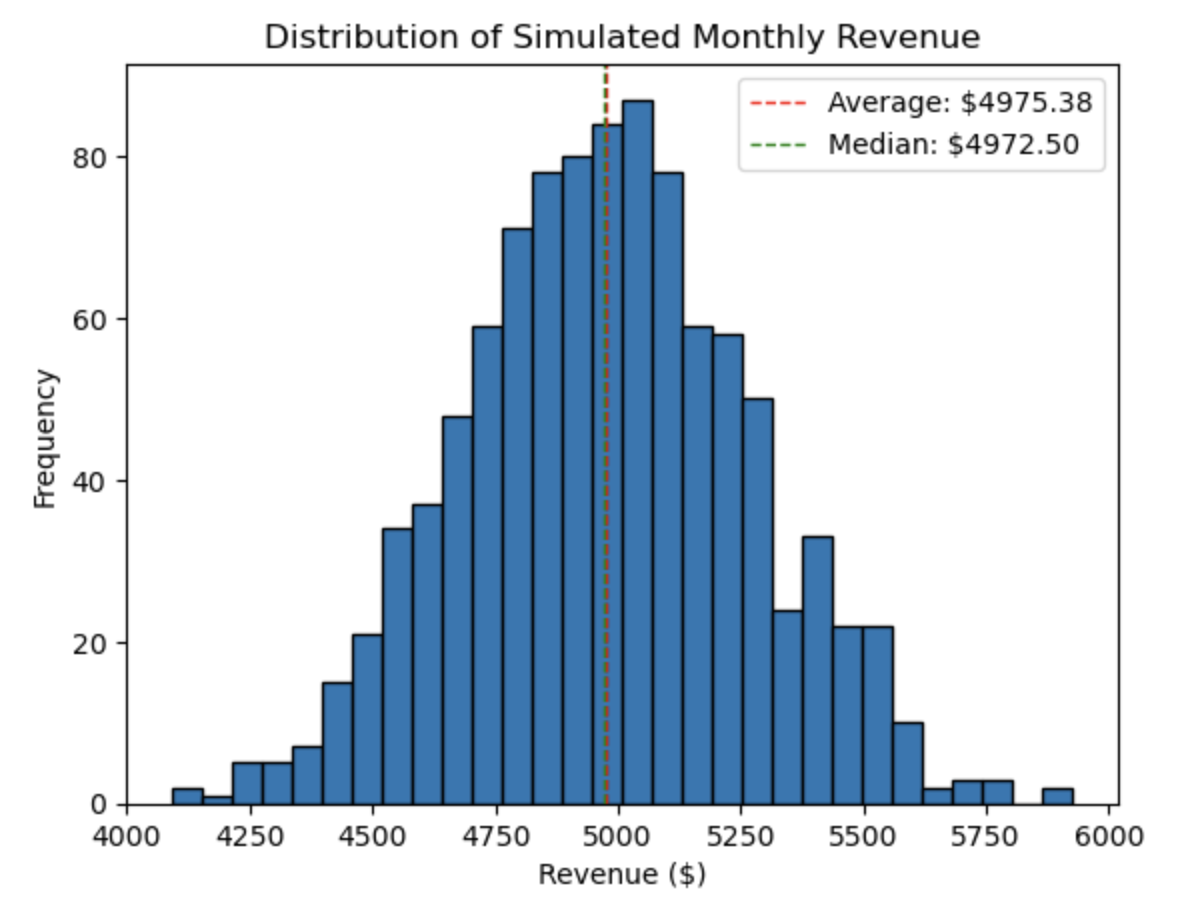 Distribution of Simulated Monthly Revenue
Average: $4975.38
Median: $4972.50
80
60
40
20
0
Frequency
4000 4250 4500 4750 5000 5250 5500 5750 6000
Revenue ($)